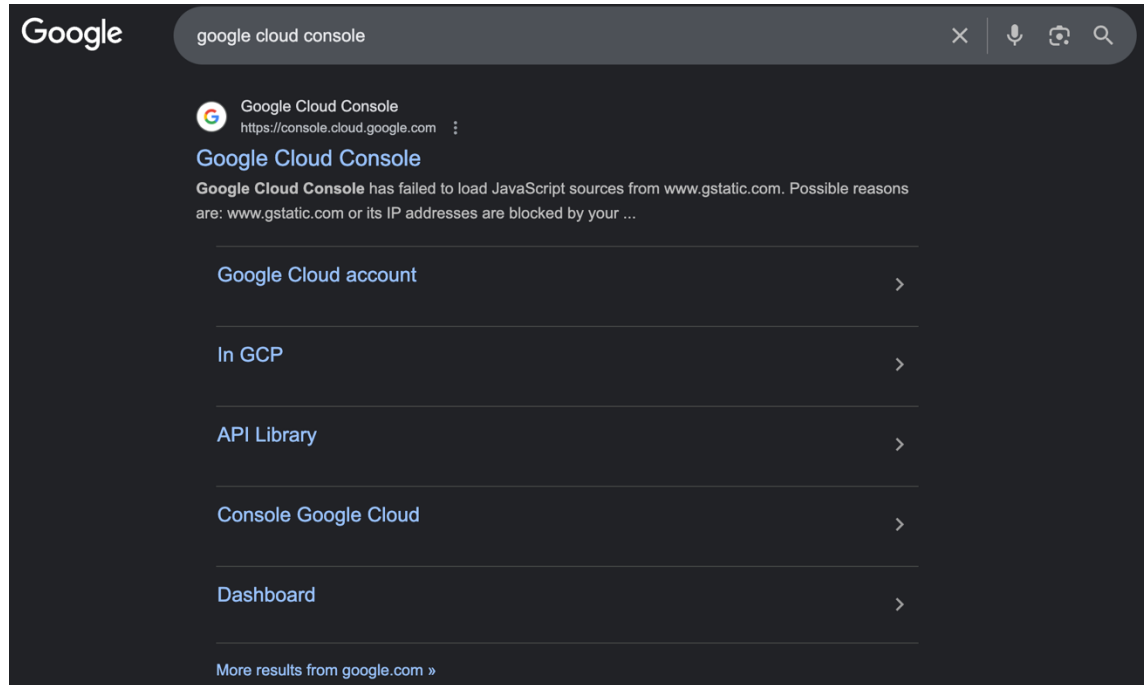 Google
google cloud console
Google Cloud Console
https://console.cloud.google.com
Google Cloud Console
Google Cloud Console has failed to load JavaScript sources from www.gstatic.com. Possible reasons
are: www.gstatic.com or its IP addresses are blocked by your ...
Google Cloud account
In GCP
API Library
Console Google Cloud
Dashboard
More results from google.com »